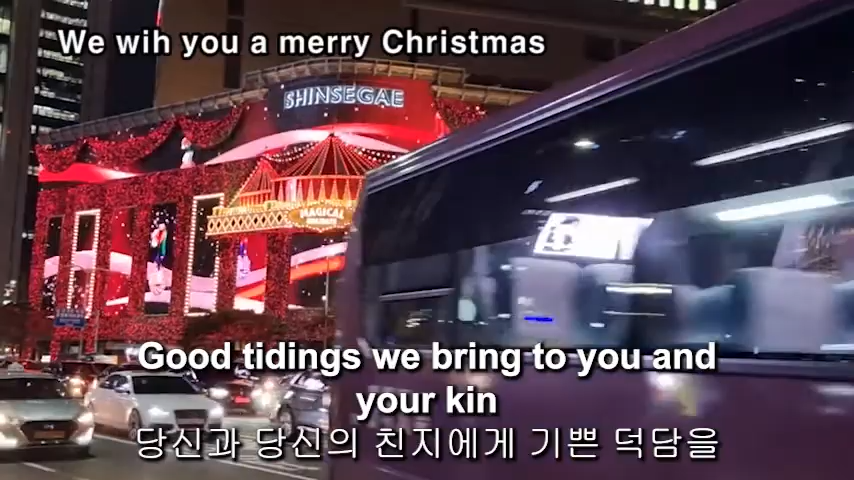 We wih you a merry Christmas
SHINSEGAE
MAGICAL
Good tidings we bring to you and
your kin
당신과 당신의 친지에게 기쁜 덕담을